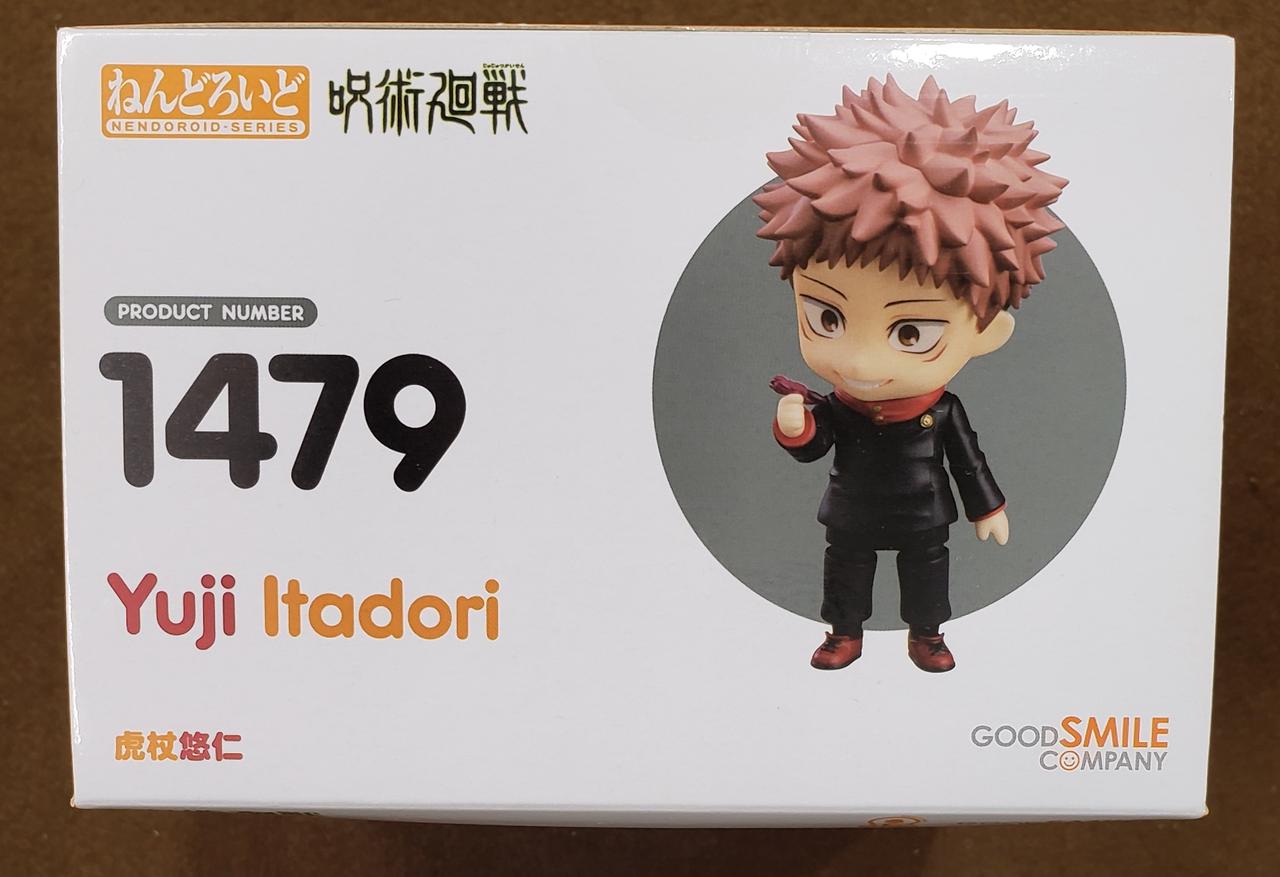 ねんどろいど
NENDOROID-SERIES
じゅじゅつかいせん
呪術廻戦
PRODUCT NUMBER
1479
Yuji Itadori
虎杖悠仁
GOOD SMILE
COMPANY